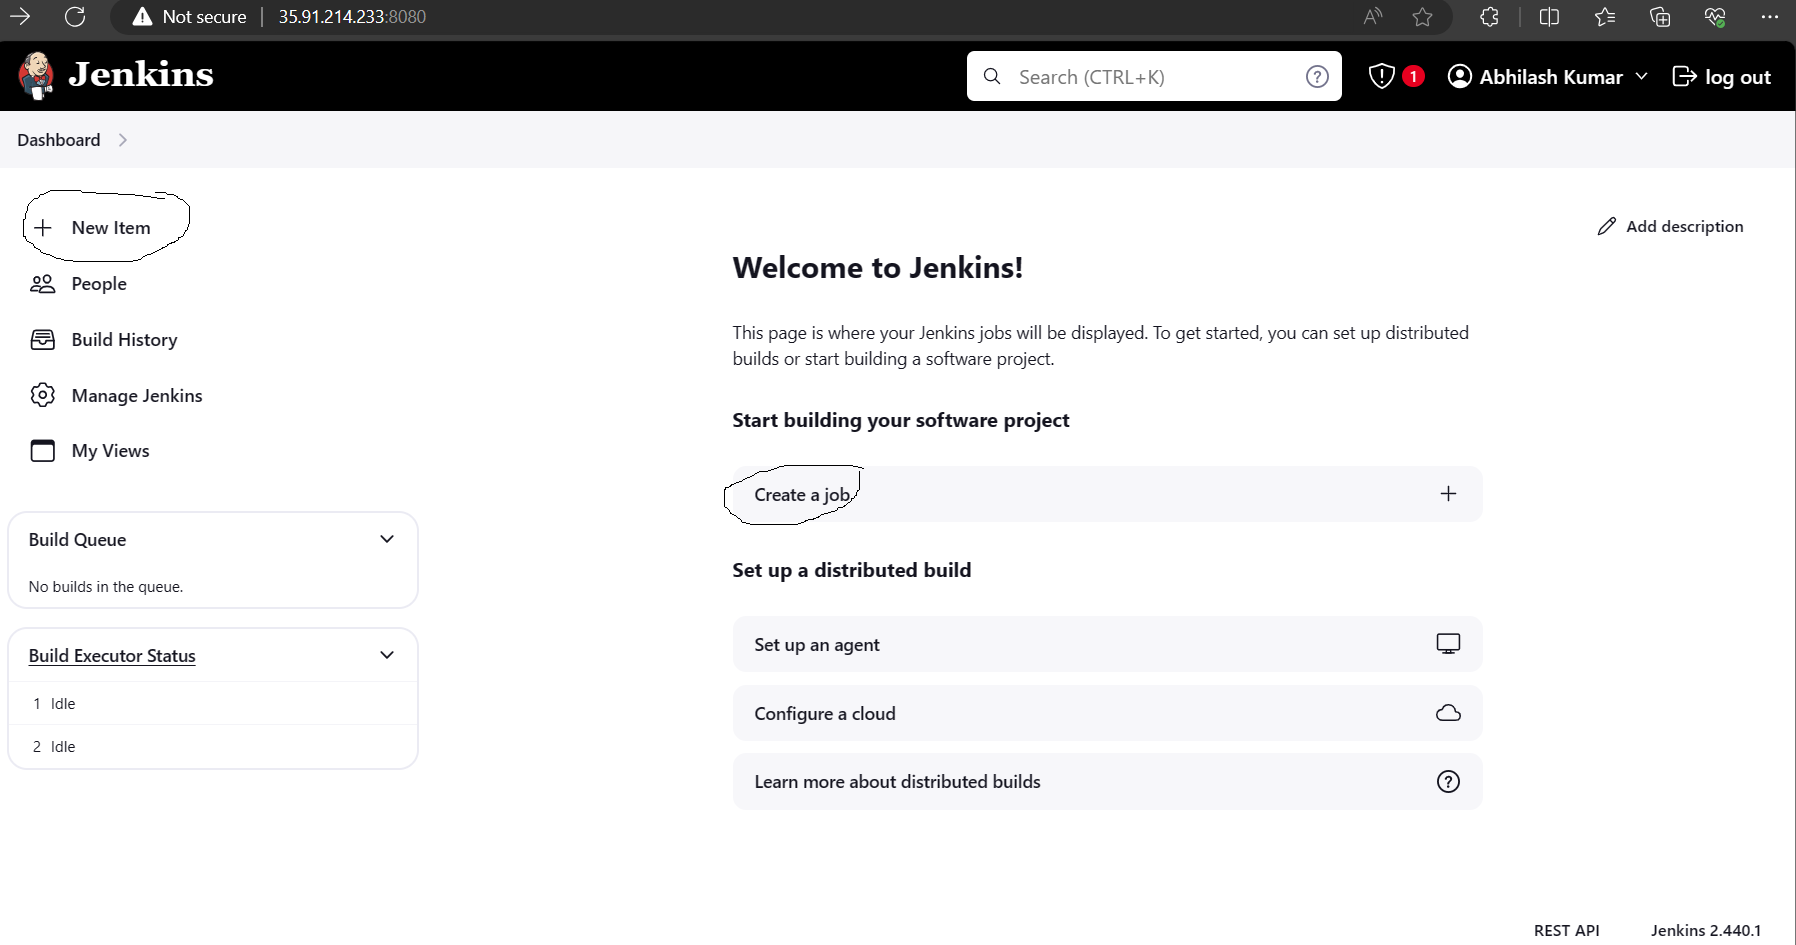 Not secure
35.91.214.233:8080
Jenkins
Search (CTRL+K)
1
Abhilash Kumar
log out
Dashboard
New Item
People
Build History
Manage Jenkins
My Views
Build Queue
No builds in the queue.
Build Executor Status
1 Idle
2 Idle
Add description
Welcome to Jenkins!
This page is where your Jenkins jobs will be displayed. To get started, you can set up distributed
builds or start building a software project.
Start building your software project
Create a job
Set up a distributed build
Set up an agent
Configure a cloud
Learn more about distributed builds
REST API
Jenkins 2.440.1